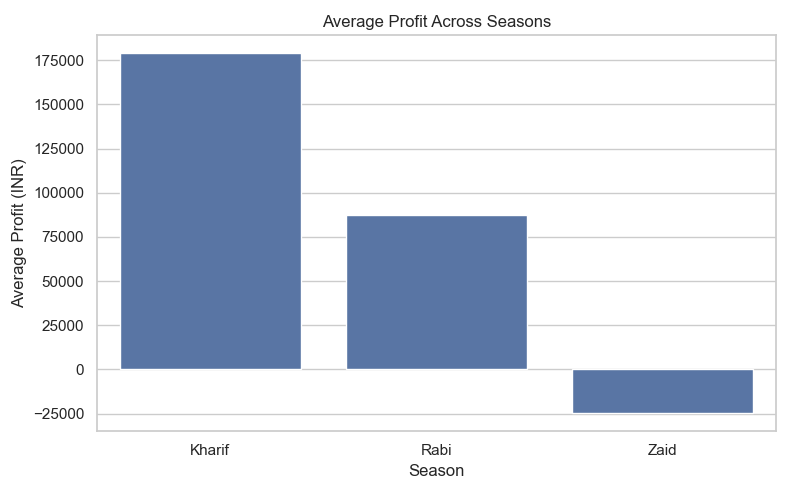 Average Profit Across Seasons
175000
150000
125000
100000
75000
50000
25000
0
−25000
Average Profit (INR)
Kharif Rabi Zaid
Season